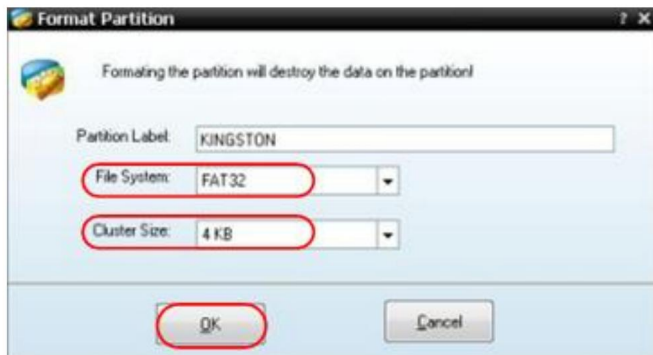 Format Partition ? ×
Formating the partition will destroy the data on the partition!
Partition Label: KINGSTON
File System: FAT32
Cluster Size: 4 KB
OK Cancel